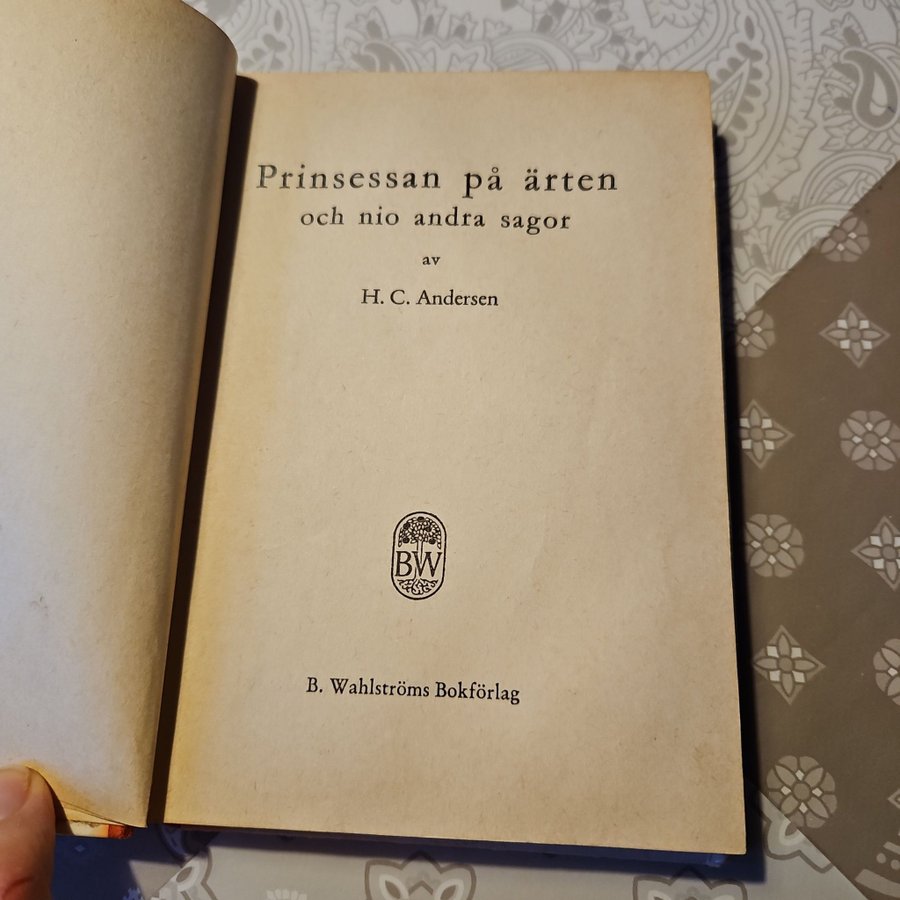 Prinsessan på ärten
och nio andra sagor
av
H. C. Andersen
BW
B. Wahlströms Bokförlag